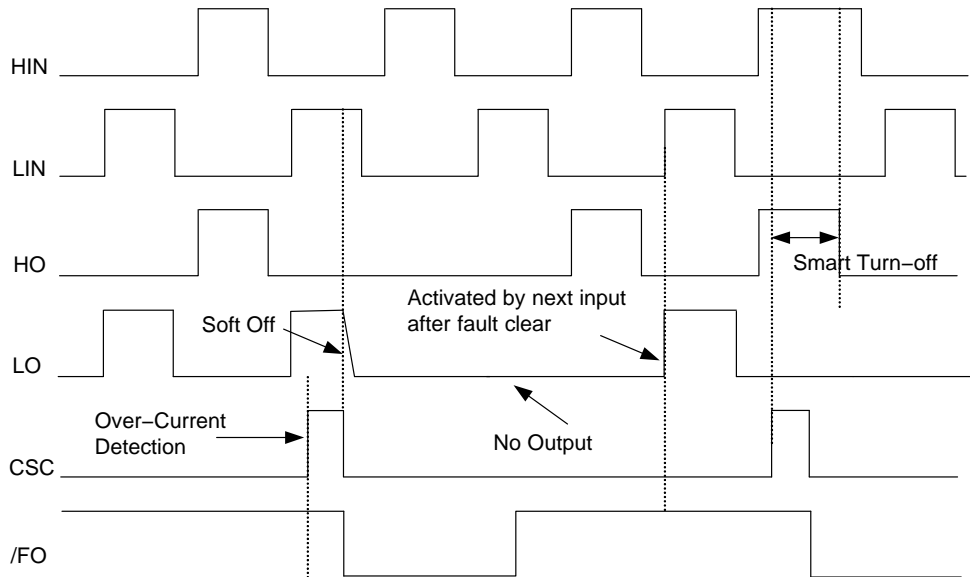 HIN
LIN
HO
Smart Turn−off
Activated by next input
after fault clear
Soft Off
LO
Over−Current
Detection
No Output
CSC
/FO